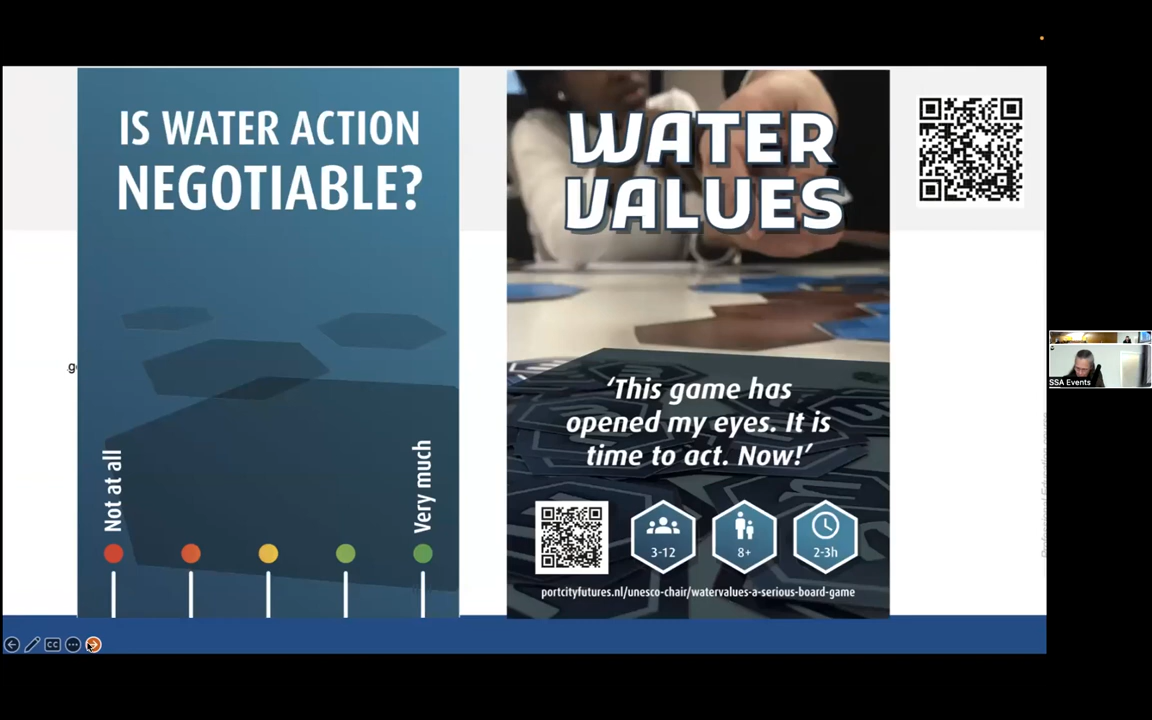 IS WATER ACTION
NEGOTIABLE?
Not at all
Very much
WATER
VALUES
'This game has
opened my eyes. It is
time to act. Now!'
3-12
8+
2-3h
portcityfutures.nl/unesco-chair/watervalues-a-serious-board-game
SSA Events
CC